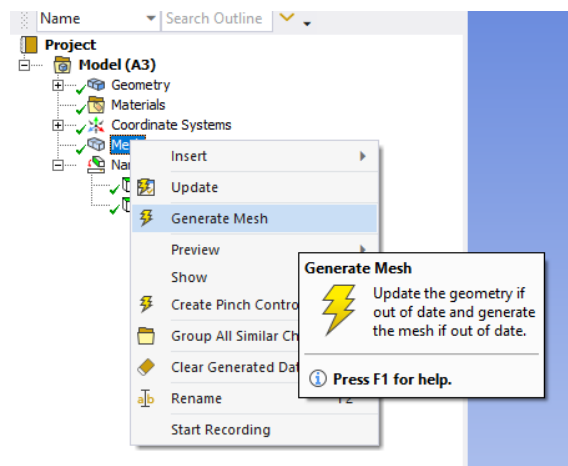 Name Search Outline
Project
Model (A3)
Geometry
Materials
Coordinate Systems
Mesh
Insert
Update
Generate Mesh
Preview
Show
Create Pinch Contro
Group All Similar Ch
Clear Generated Dat
Rename F2
Start Recording
Generate Mesh
Update the geometry if
out of date and generate
the mesh if out of date.
Press F1 for help.